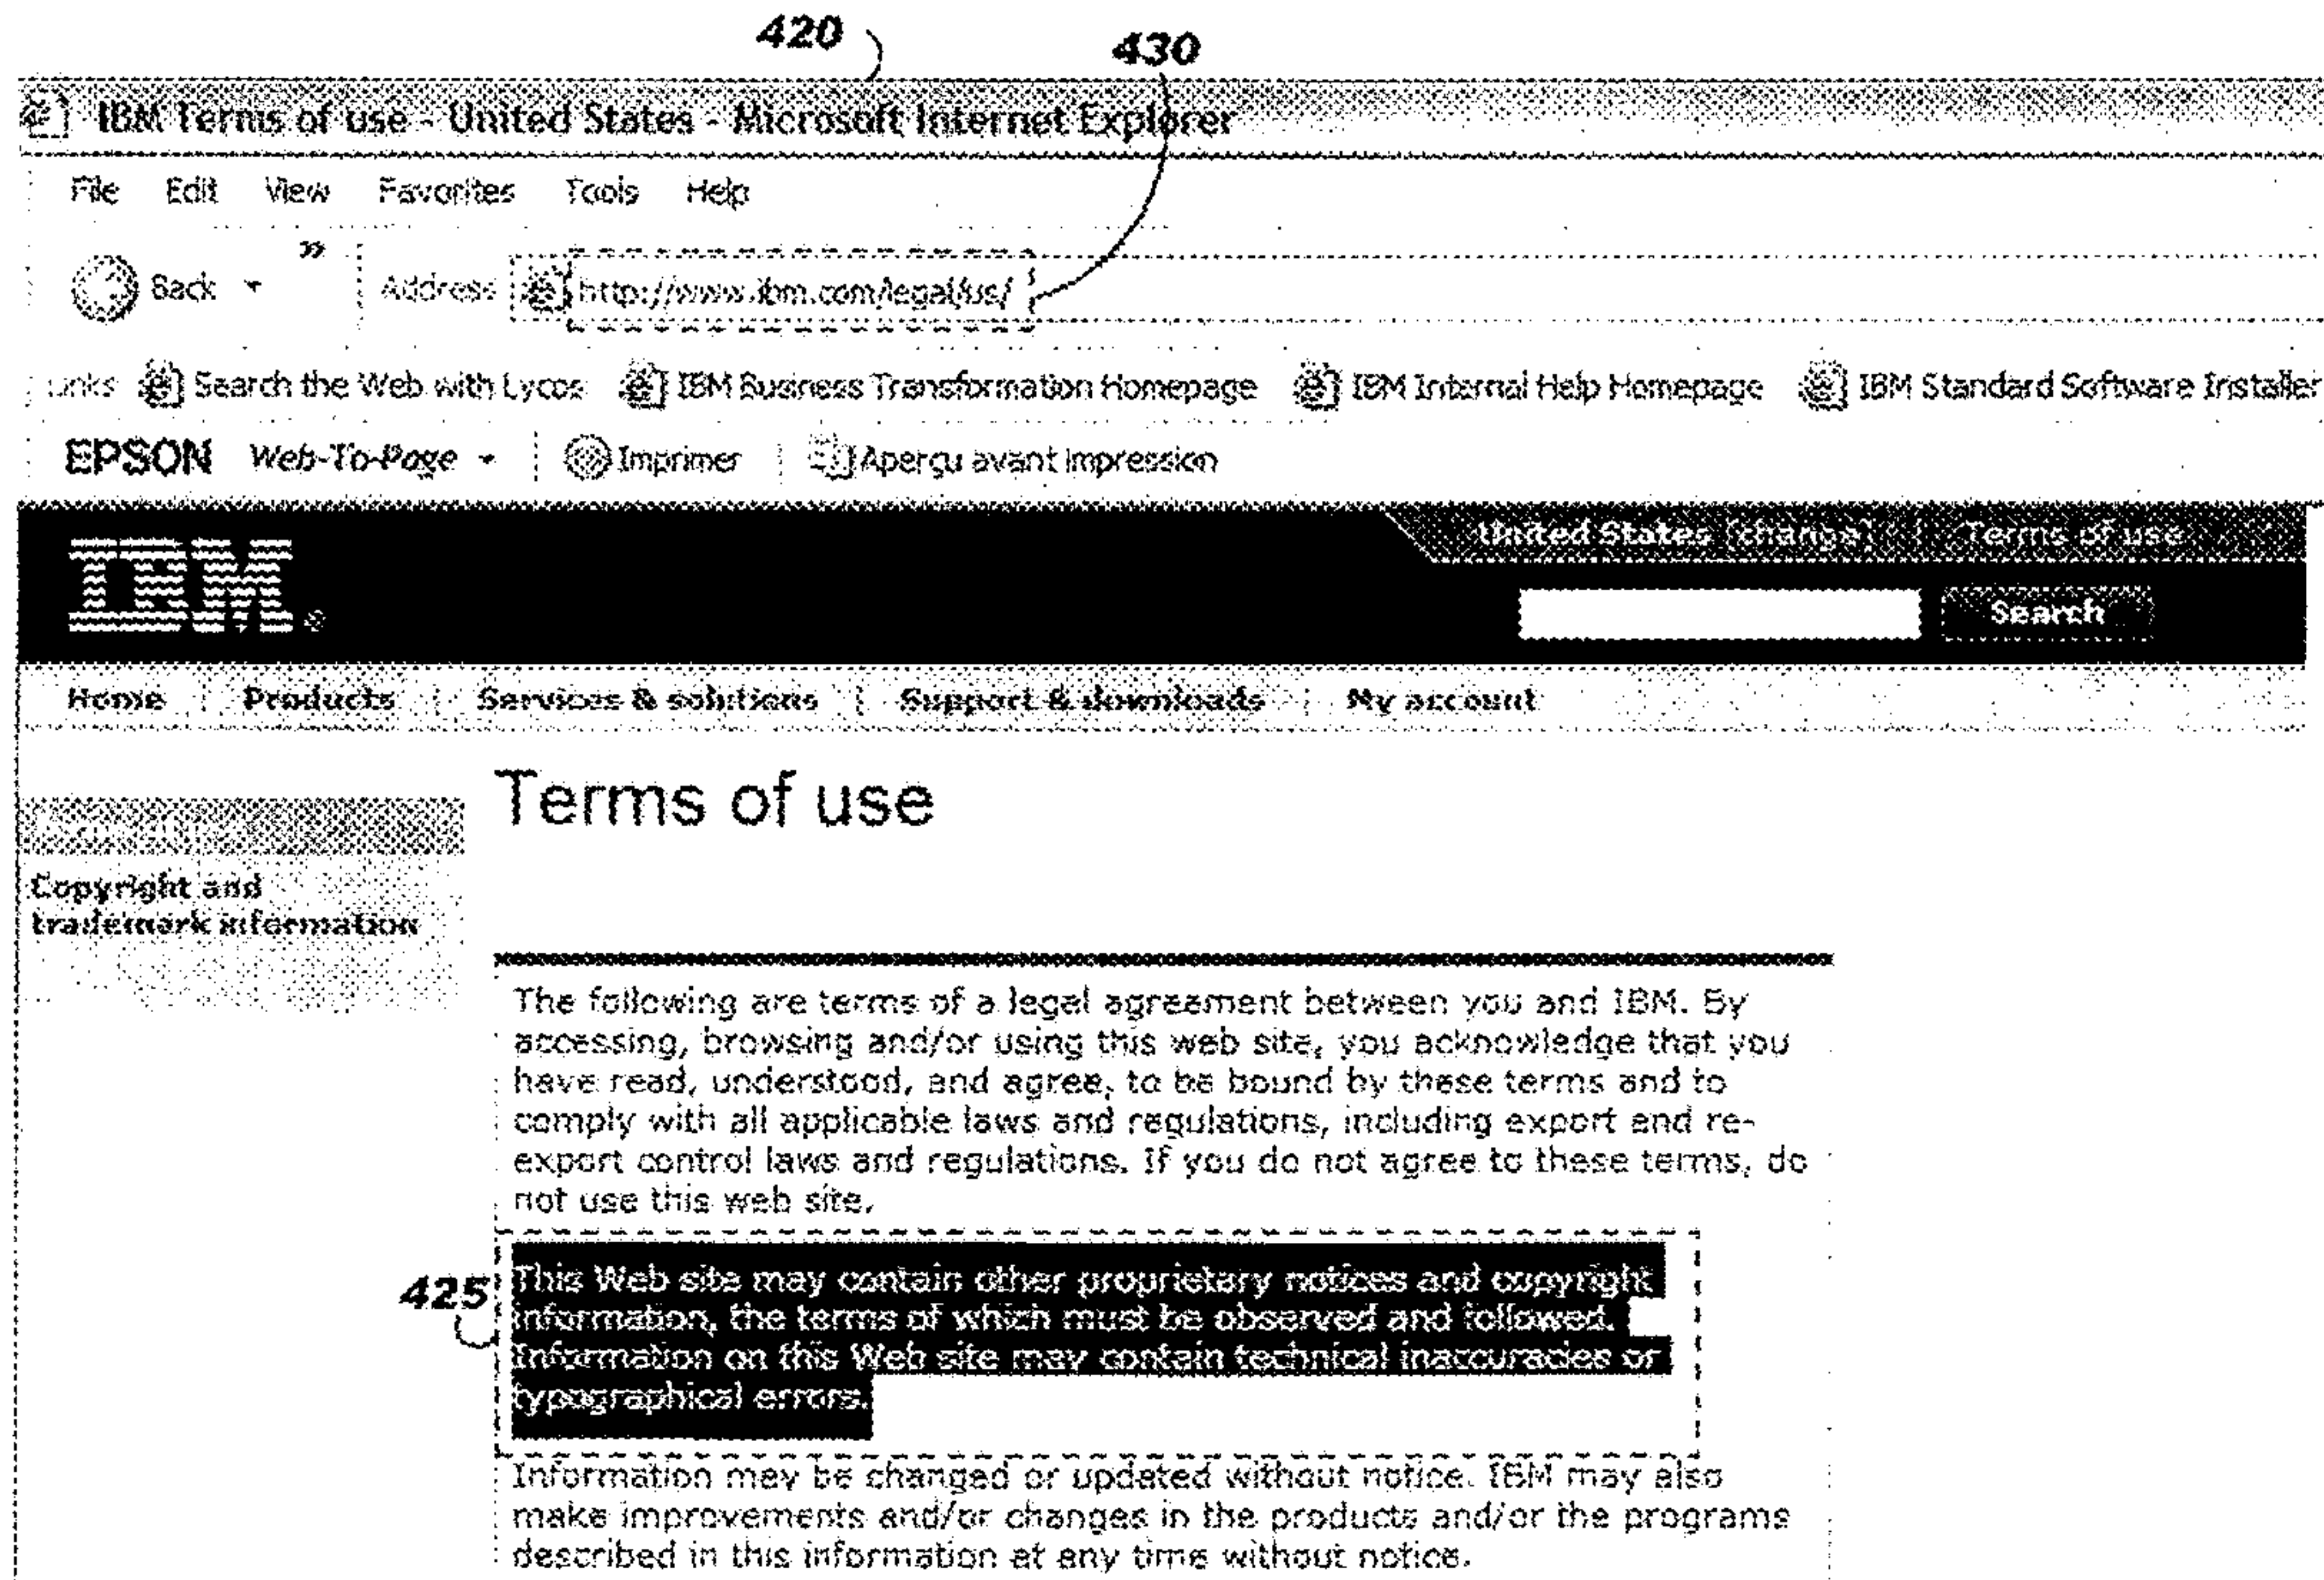 420
430
IBM Terms of use - United States - Microsoft Internet Explorer
File Edit View Favorites Tools Help
Back » Address http://www.ibm.com/legal/us/
Links Search the Web with Lycos IBM Business Transformation Homepage IBM Internal Help Homepage IBM Standard Software Installer
EPSON Web-To-Page Imprimer Aperçu avant impression
United States [change] Terms of use
IBM®
Search
Home | Products | Services & solutions | Support & downloads | My account
Terms of use
Copyright and
trademark information
The following are terms of a legal agreement between you and IBM. By
accessing, browsing and/or using this web site, you acknowledge that you
have read, understood, and agree, to be bound by these terms and to
comply with all applicable laws and regulations, including export and re-
export control laws and regulations. If you do not agree to these terms, do
not use this web site.
425
This Web site may contain other proprietary notices and copyright
information, the terms of which must be observed and followed.
Information on this Web site may contain technical inaccuracies or
typographical errors.
Information may be changed or updated without notice. IBM may also
make improvements and/or changes in the products and/or the programs
described in this information at any time without notice.